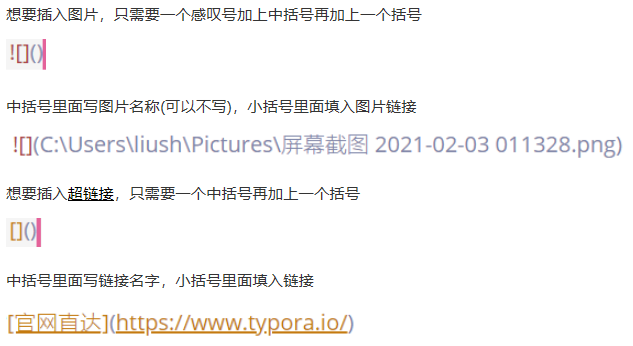 想要插入图片，只需要一个感叹号加上中括号再加上一个括号
![]()
中括号里面写图片名称(可以不写)，小括号里面填入图片链接
![](C:\Users\liush\Pictures\屏幕截图 2021-02-03 011328.png)
想要插入超链接，只需要一个中括号再加上一个括号
[]()
中括号里面写链接名字，小括号里面填入链接
[官网直达](https://www.typora.io/)